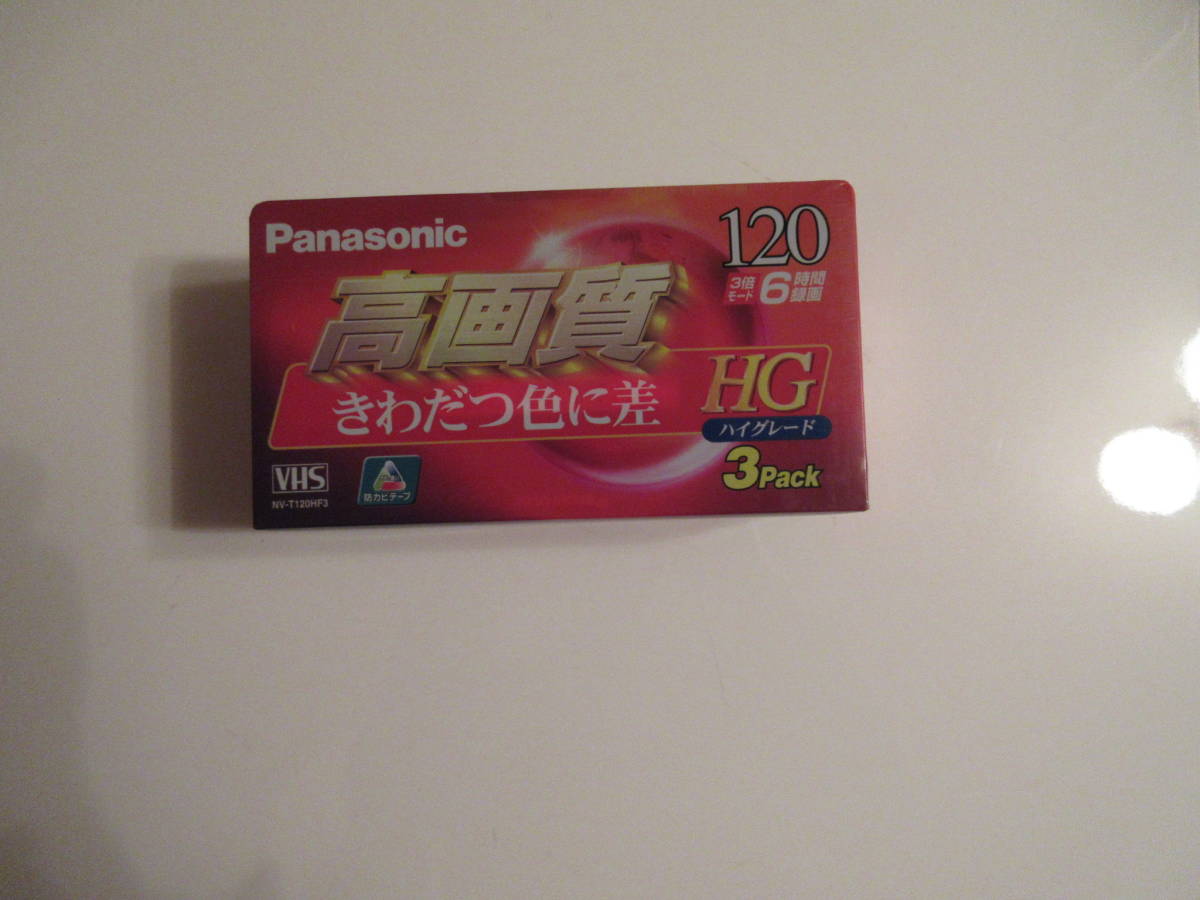 Panasonic
120
3倍
モード
6時間
録画
高画質
きわだつ色に差
HG
ハイグレード
3Pack
VHS
NV-T120HF3
防カビテープ